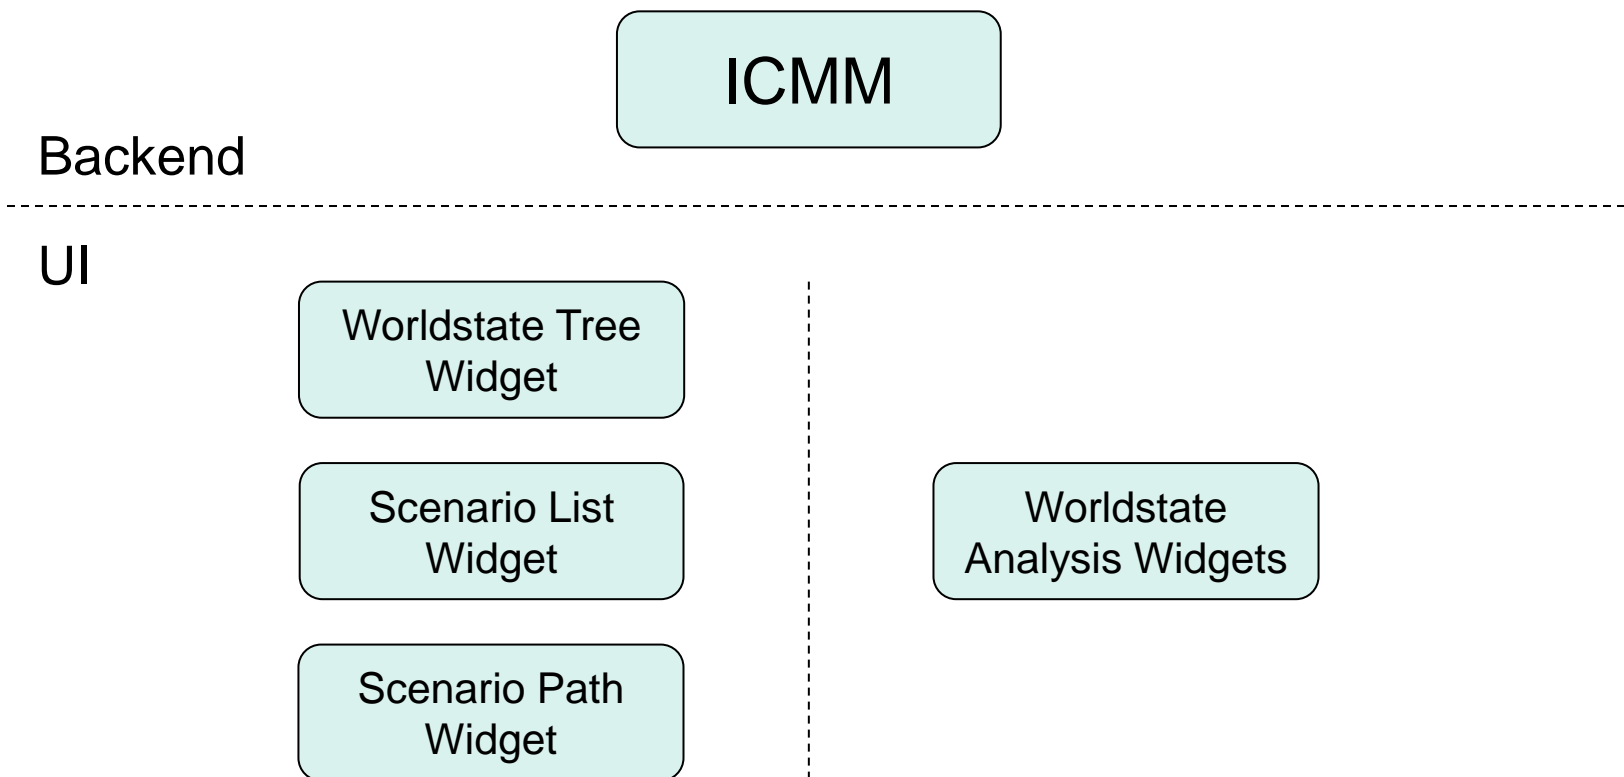 ICMM
Backend
UI
Worldstate Tree
Widget
Scenario List
Widget
Worldstate
Analysis Widgets
Scenario Path
Widget